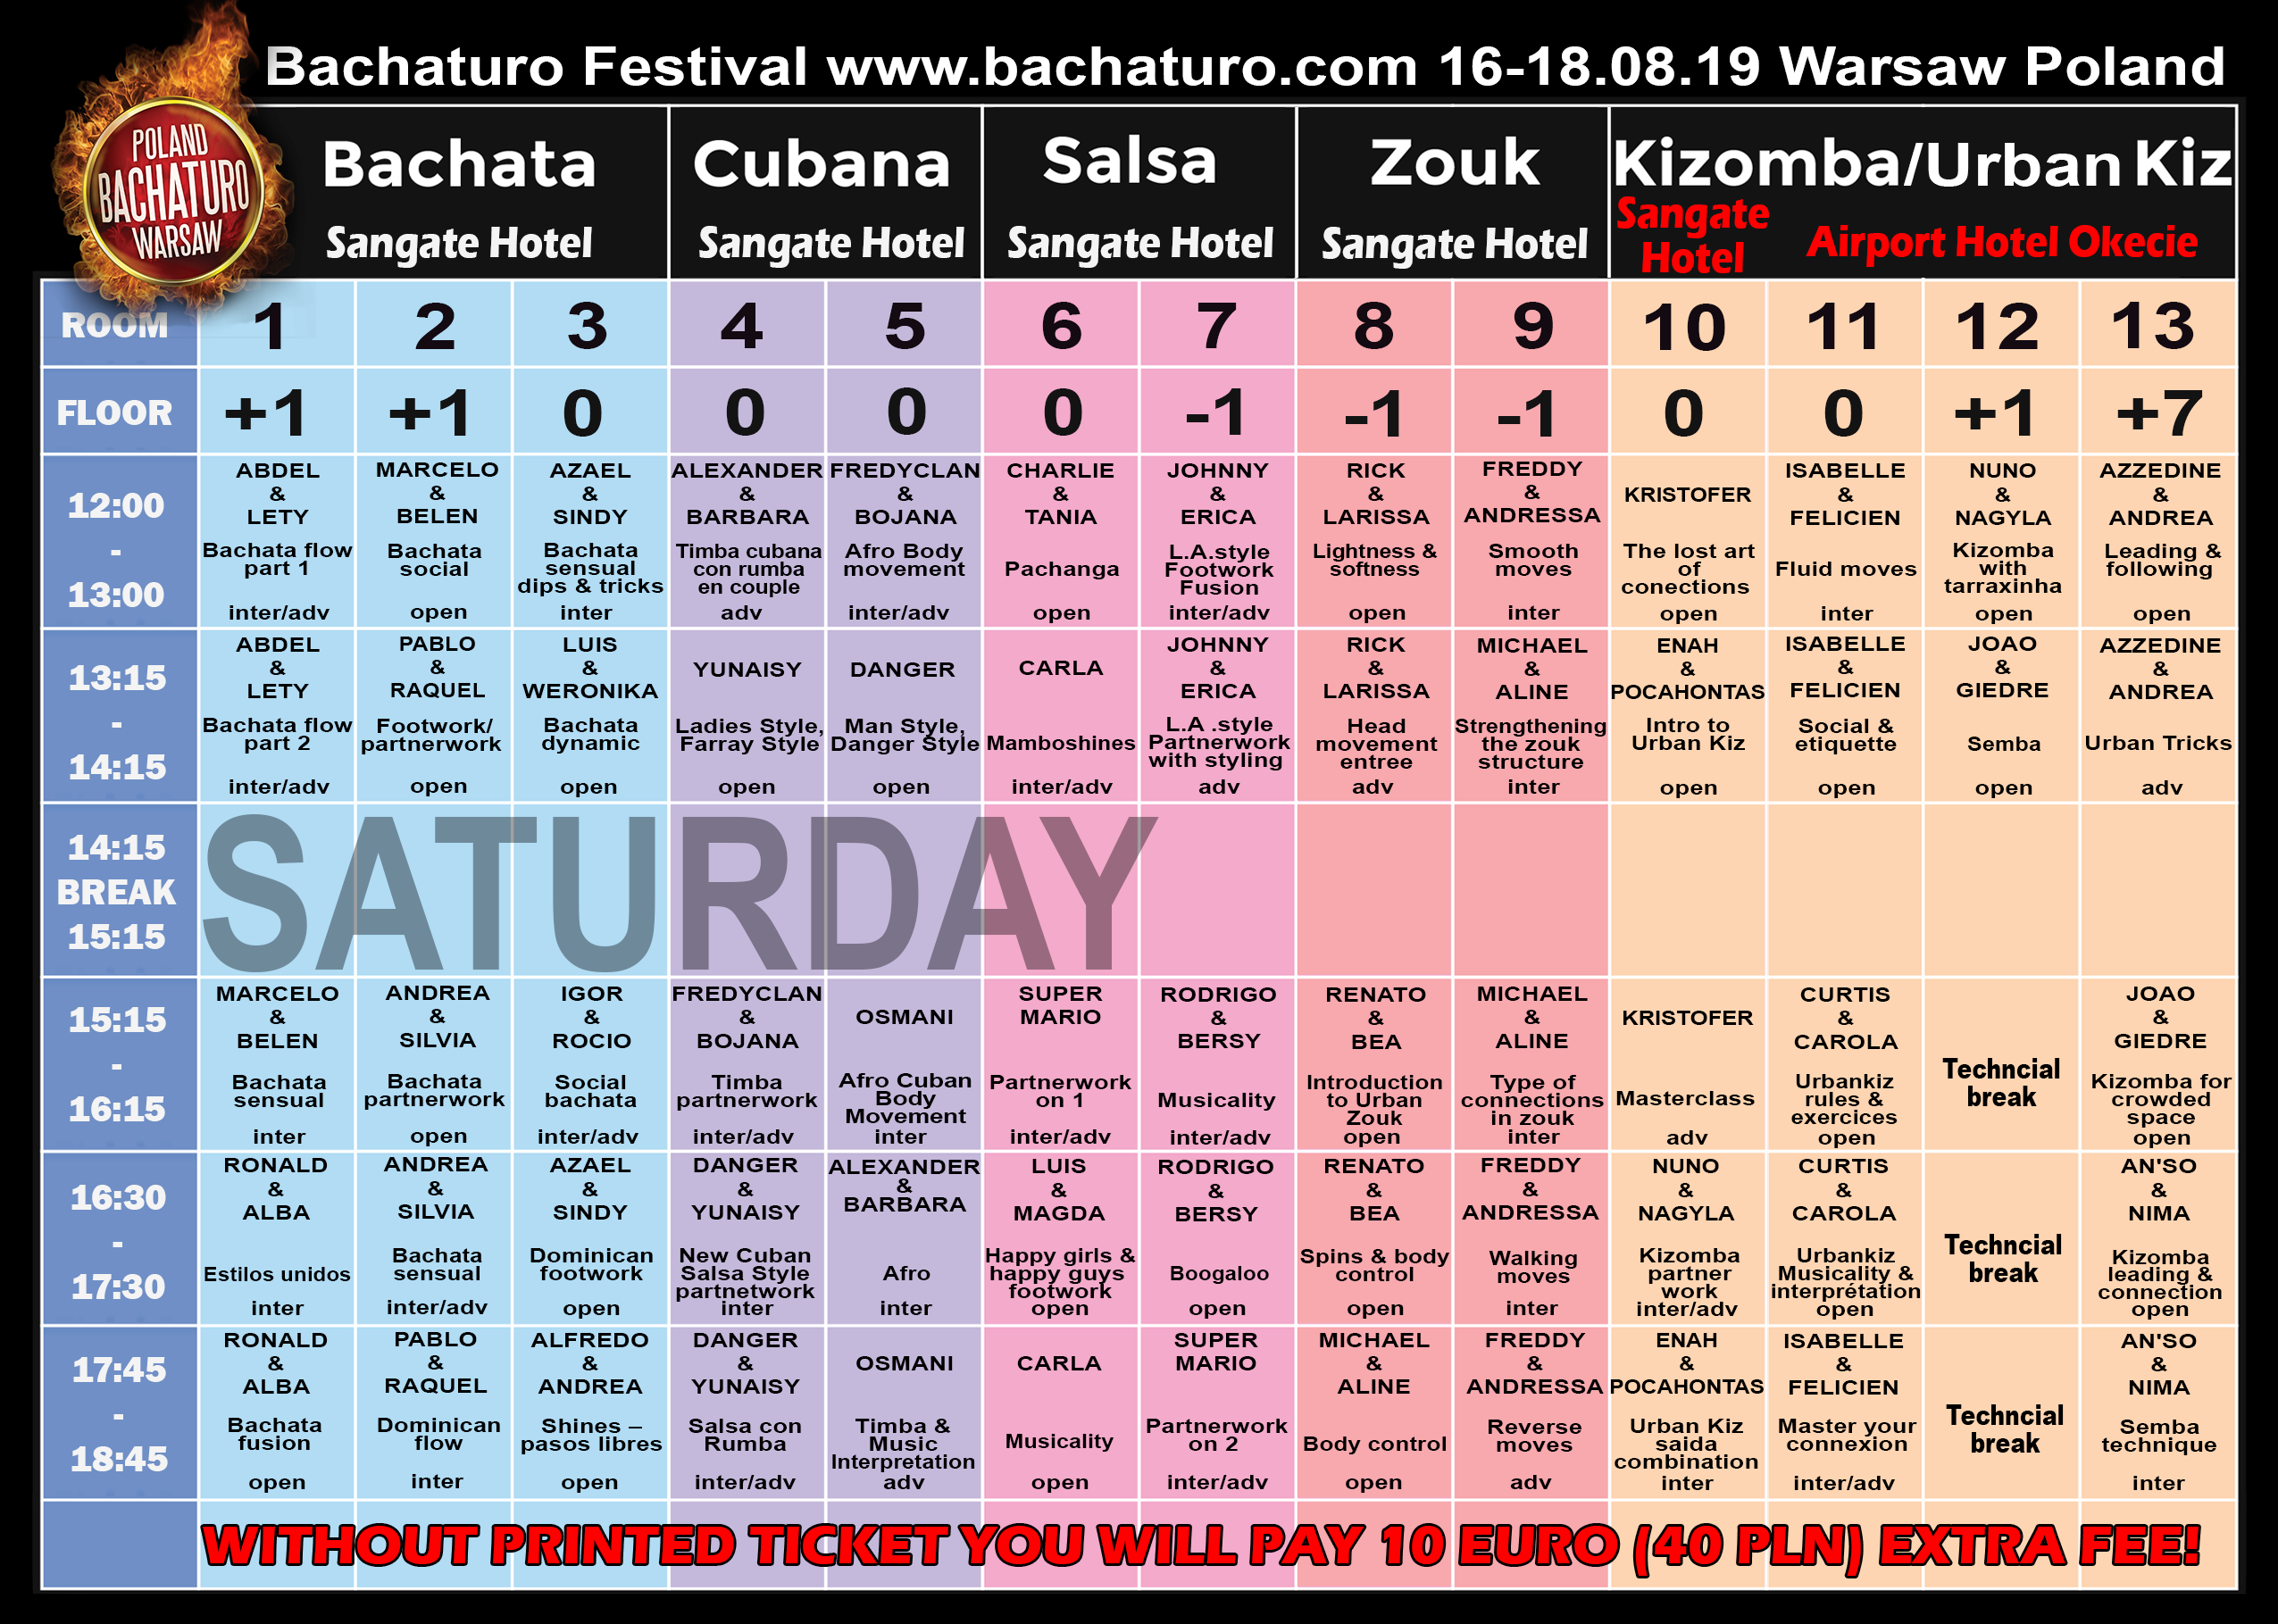 Bachaturo Festival www.bachaturo.com 16-18.08.19 Warsaw Poland
POLAND
BACHATURO
WARSAW
Bachata
Sangate Hotel
Cubana
Sangate Hotel
Salsa
Sangate Hotel
Zouk
Sangate Hotel
Kizomba/Urban Kiz
Sangate
Hotel
Airport Hotel Okecie
ROOM
1
2
3
4
5
6
7
8
9
10
11
12
13
FLOOR
+1
+1
0
0
0
0
-1
-1
-1
0
0
+1
+7
12:00
-
13:00
ABDEL
&
LETY
Bachata flow
part 1
inter/adv
MARCELO
&
BELEN
Bachata
social
open
AZAEL
&
SINDY
Bachata
sensual
dips & tricks
inter
ALEXANDER
&
BARBARA
Timba cubana
con rumba
en couple
adv
FREDYCLAN
&
BOJANA
Afro Body
movement
inter/adv
CHARLIE
&
TANIA
Pachanga
open
JOHNNY
&
ERICA
L.A.style
Footwork
Fusion
inter/adv
RICK
&
LARISSA
Lightness &
softness
open
FREDDY
&
ANDRESSA
Smooth
moves
inter
KRISTOFER
The lost art
of
conections
open
ISABELLE
&
FELICIEN
Fluid moves
inter
NUNO
&
NAGYLA
Kizomba
with
tarraxinha
open
AZZEDINE
&
ANDREA
Leading &
following
open
13:15
-
14:15
ABDEL
&
LETY
Bachata flow
part 2
inter/adv
PABLO
&
RAQUEL
Footwork/
partnerwork
open
LUIS
&
WERONIKA
Bachata
dynamic
open
YUNAISY
Ladies Style,
Farray Style
open
DANGER
Man Style,
Danger Style
open
CARLA
Mamboshines
inter/adv
JOHNNY
&
ERICA
L.A .style
Partnerwork
with styling
adv
RICK
&
LARISSA
Head
movement
entree
adv
MICHAEL
&
ALINE
Strengthening
the zouk
structure
inter
ENAH
&
POCAHONTAS
Intro to
Urban Kiz
open
ISABELLE
&
FELICIEN
Social &
etiquette
open
JOAO
&
GIEDRE
Semba
open
AZZEDINE
&
ANDREA
Urban Tricks
adv
14:15
BREAK
15:15
SATURDAY
15:15
-
16:15
MARCELO
&
BELEN
Bachata
sensual
inter
ANDREA
&
SILVIA
Bachata
partnerwork
open
IGOR
&
ROCIO
Social
bachata
inter/adv
FREDYCLAN
&
BOJANA
Timba
partnerwork
inter/adv
OSMANI
Afro Cuban
Body
Movement
inter
SUPER
MARIO
Partnerwork
on 1
inter/adv
RODRIGO
&
BERSY
Musicality
inter/adv
RENATO
&
BEA
Introduction
to Urban
Zouk
open
MICHAEL
&
ALINE
Type of
connections
in zouk
inter
KRISTOFER
Masterclass
adv
CURTIS
&
CAROLA
Urbankiz
rules &
exercices
open
Techncial
break
JOAO
&
GIEDRE
Kizomba for
crowded
space
open
16:30
-
17:30
RONALD
&
ALBA
Estilos unidos
inter
ANDREA
&
SILVIA
Bachata
sensual
inter/adv
AZAEL
&
SINDY
Dominican
footwork
open
DANGER
&
YUNAISY
New Cuban
Salsa Style
partnetwork
inter
ALEXANDER
&
BARBARA
Afro
inter
LUIS
&
MAGDA
Happy girls &
happy guys
footwork
open
RODRIGO
&
BERSY
Boogaloo
open
RENATO
&
BEA
Spins & body
control
open
FREDDY
&
ANDRESSA
Walking
moves
inter
NUNO
&
NAGYLA
Kizomba
partner
work
inter/adv
CURTIS
&
CAROLA
Urbankiz
Musicality &
interprétation
open
Techncial
break
AN'SO
&
NIMA
Kizomba
leading &
connection
open
17:45
-
18:45
RONALD
&
ALBA
Bachata
fusion
open
PABLO
&
RAQUEL
Dominican
flow
inter
ALFREDO
&
ANDREA
Shines –
pasos libres
open
DANGER
&
YUNAISY
Salsa con
Rumba
inter/adv
OSMANI
Timba &
Music
Interpretation
adv
CARLA
Musicality
open
SUPER
MARIO
Partnerwork
on 2
inter/adv
MICHAEL
&
ALINE
Body control
open
FREDDY
&
ANDRESSA
Reverse
moves
adv
ENAH
&
POCAHONTAS
Urban Kiz
saida
combination
inter
ISABELLE
&
FELICIEN
Master your
connexion
inter/adv
Techncial
break
AN'SO
&
NIMA
Semba
technique
inter
WITHOUT PRINTED TICKET YOU WILL PAY 10 EURO (40 PLN) EXTRA FEE!